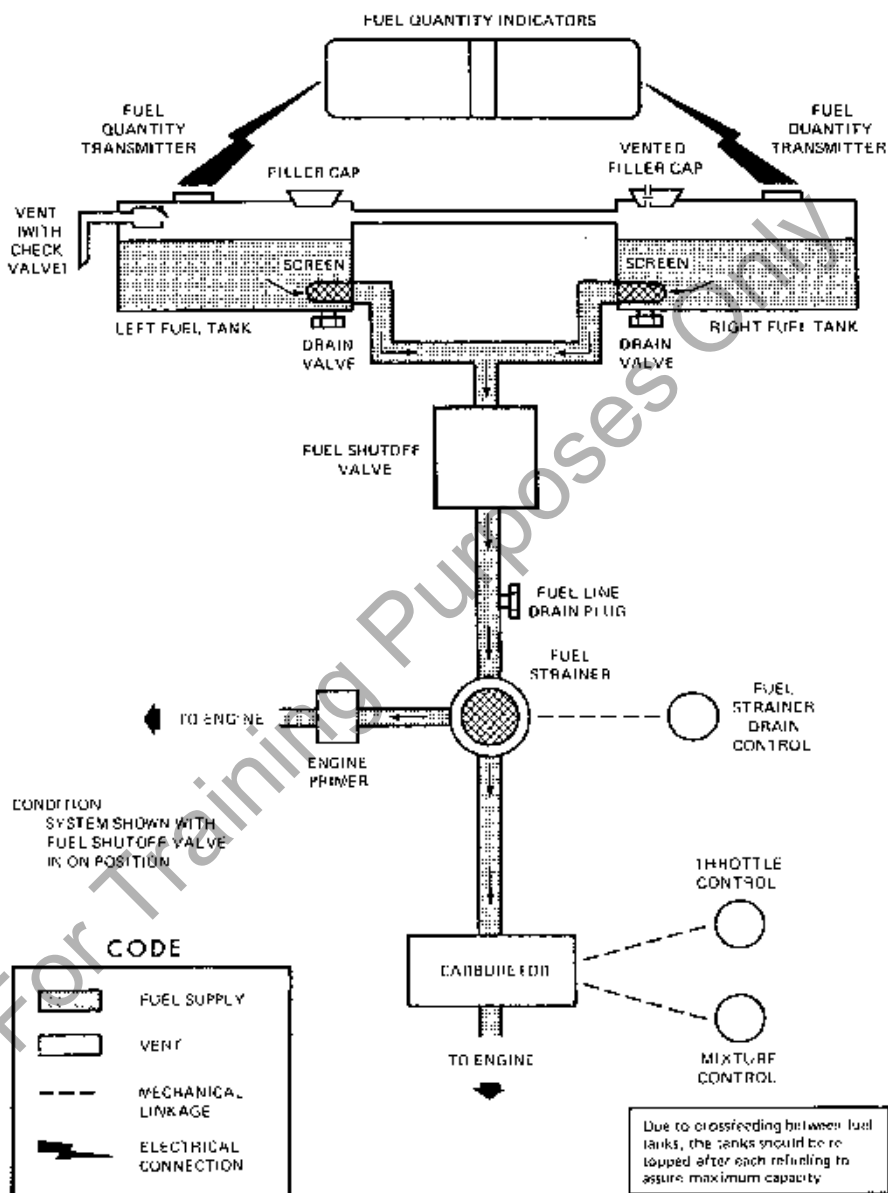 FUEL QUANTITY INDICATORS
FUEL
QUANTITY
TRANSMITTER
FILLER CAP
VENTED
FILLER CAP
FUEL
QUANTITY
TRANSMITTER
VENT
(WITH
CHECK
VALVE)
SCREEN
SCREEN
LEFT FUEL TANK
DRAIN
VALVE
DRAIN
VALVE
RIGHT FUEL TANK
FUEL SHUTOFF
VALVE
FUEL LINE
DRAIN PLUG
FUEL
STRAINER
TO ENGINE
ENGINE
PRIMER
FUEL
STRAINER
DRAIN
CONTROL
CONDITION
SYSTEM SHOWN WITH
FUEL SHUTOFF VALVE
IN ON POSITION
THROTTLE
CONTROL
CARBURETOR
TO ENGINE
MIXTURE
CONTROL
CODE
FUEL SUPPLY
VENT
MECHANICAL
LINKAGE
ELECTRICAL
CONNECTION
Due to crossfeeding between fuel
tanks, the tanks should be re
topped after each refueling to
assure maximum capacity
For Training Purposes Only